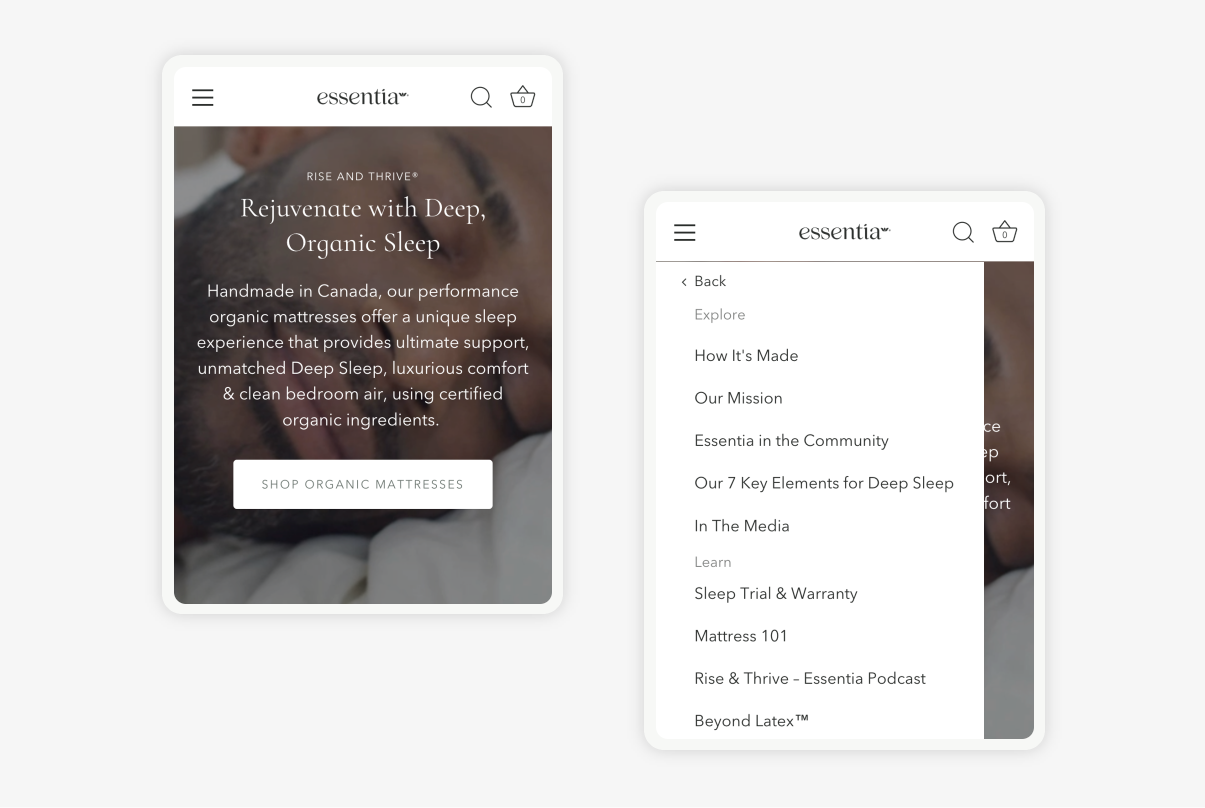 essentia
0
RISE AND THRIVE®
Rejuvenate with Deep,
Organic Sleep
Handmade in Canada, our performance
organic mattresses offer a unique sleep
experience that provides ultimate support,
unmatched Deep Sleep, luxurious comfort
& clean bedroom air, using certified
organic ingredients.
SHOP ORGANIC MATTRESSES
essentia
0
Back
Explore
How It's Made
Our Mission
Essentia in the Community
Our 7 Key Elements for Deep Sleep
In The Media
Learn
Sleep Trial & Warranty
Mattress 101
Rise & Thrive – Essentia Podcast
Beyond Latex™
ce
ep
ort,
fort